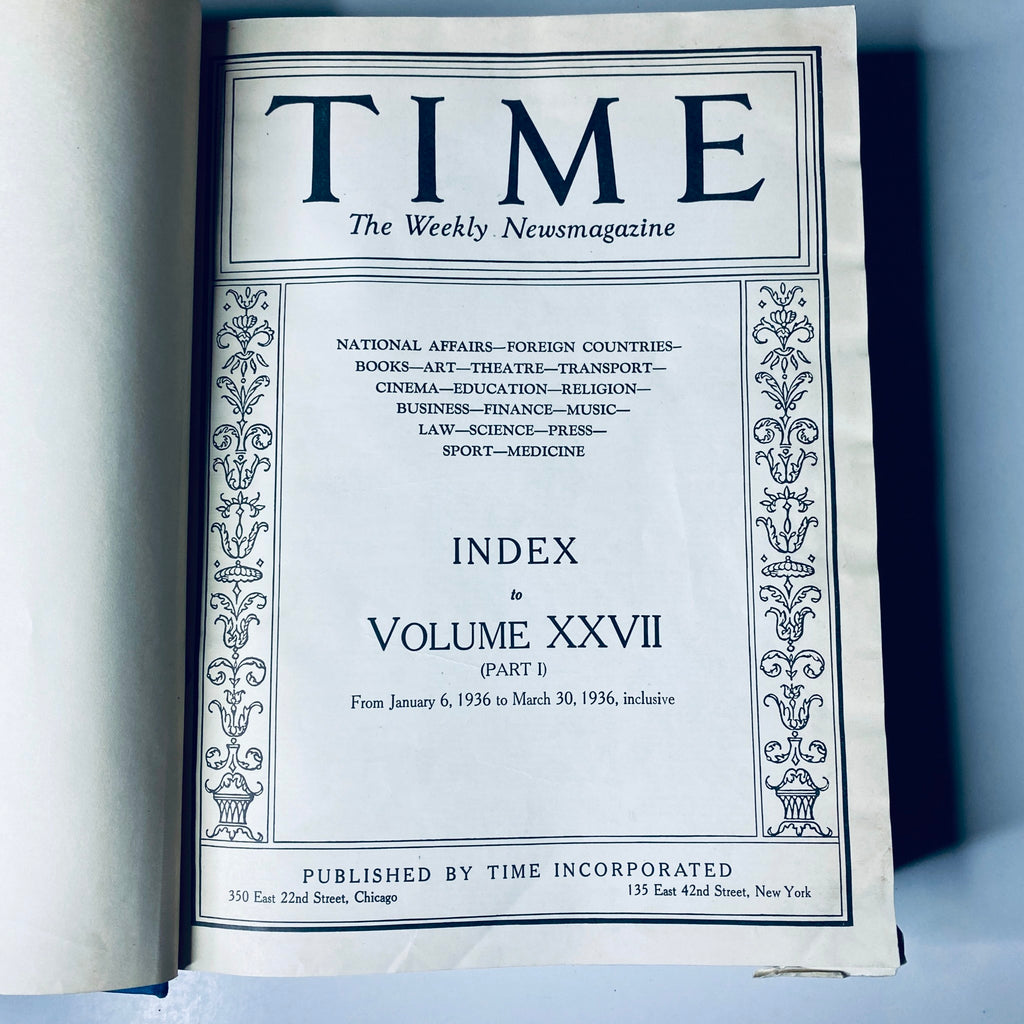 TIME
The Weekly Newsmagazine
NATIONAL AFFAIRS—FOREIGN COUNTRIES—
BOOKS—ART—THEATRE—TRANSPORT—
CINEMA—EDUCATION—RELIGION—
BUSINESS—FINANCE—MUSIC—
LAW—SCIENCE—PRESS—
SPORT—MEDICINE
INDEX
to
VOLUME XXVII
(PART I)
From January 6, 1936 to March 30, 1936, inclusive
PUBLISHED BY TIME INCORPORATED
350 East 22nd Street, Chicago
135 East 42nd Street, New York